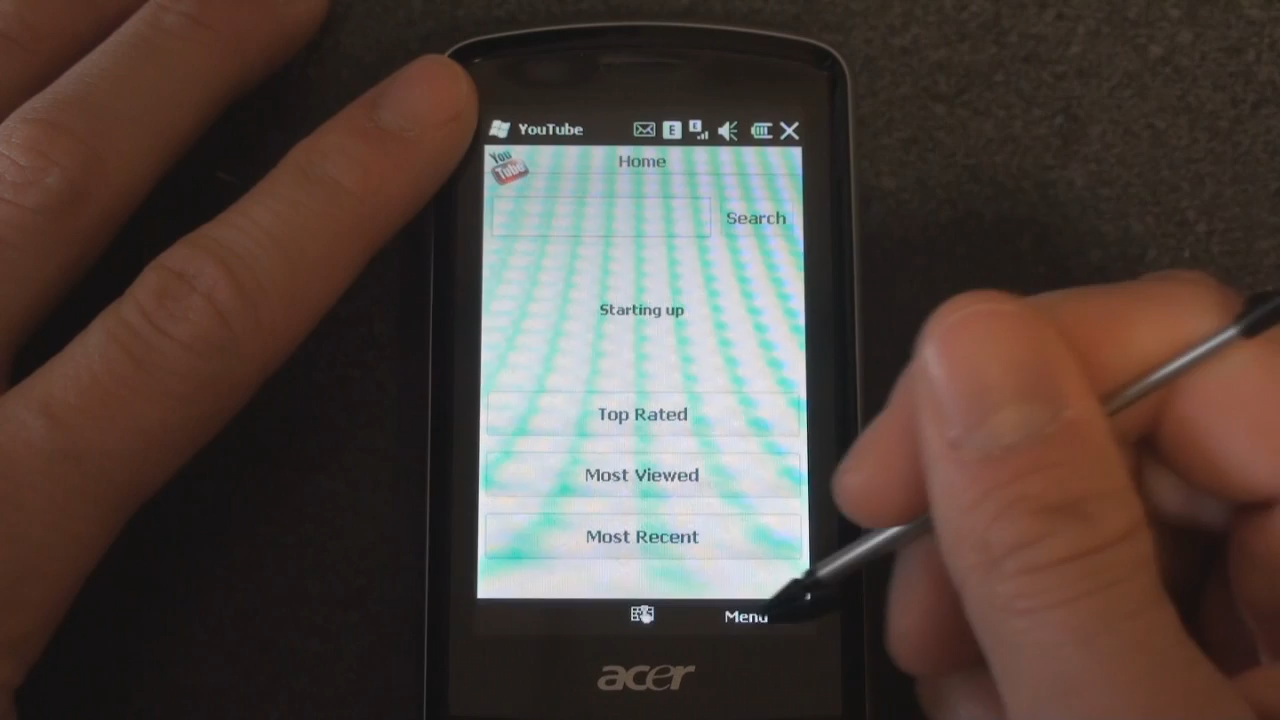 YouTube
E
E
You
Tube
Home
Search
Starting up
Top Rated
Most Viewed
Most Recent
Menu
acer